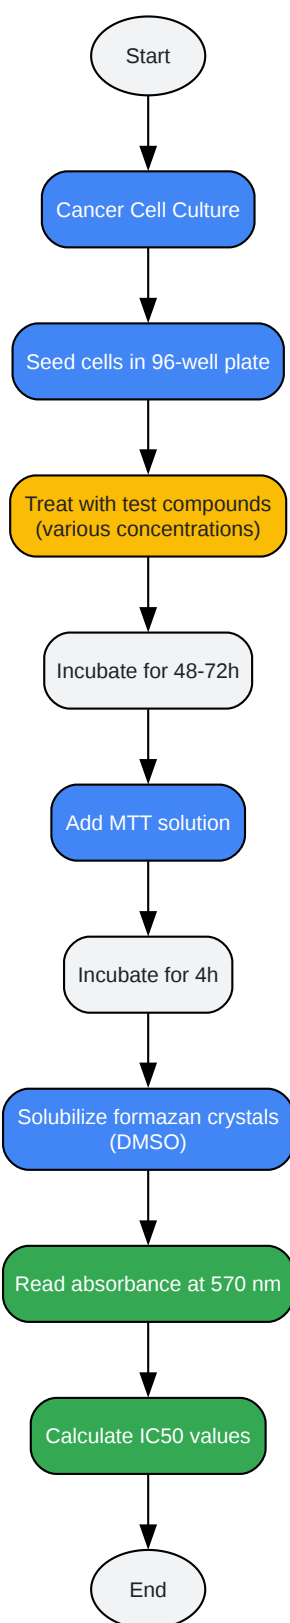 Start
Cancer Cell Culture
Seed cells in 96-well plate
Treat with test compounds
(various concentrations)
Incubate for 48-72h
Add MTT solution
Incubate for 4h
Solubilize formazan crystals
(DMSO)
Read absorbance at 570 nm
Calculate IC50 values
End